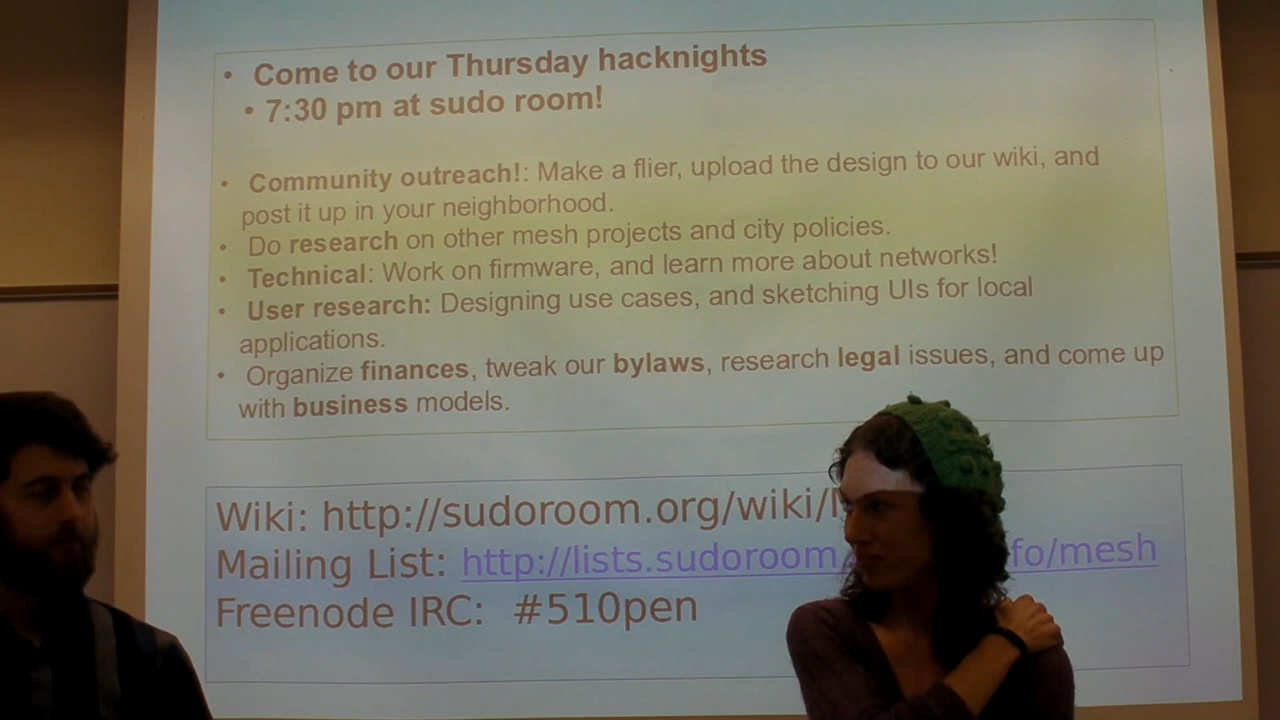 • Come to our Thursday hacknights
• 7:30 pm at sudo room!
• Community outreach!: Make a flier, upload the design to our wiki, and
post it up in your neighborhood.
• Do research on other mesh projects and city policies.
• Technical: Work on firmware, and learn more about networks!
• User research: Designing use cases, and sketching UIs for local
applications.
• Organize finances, tweak our bylaws, research legal issues, and come up
with business models.
Wiki: http://sudoroom.org/wiki/
Mailing List: http://lists.sudoroom fo/mesh
Freenode IRC: #510pen